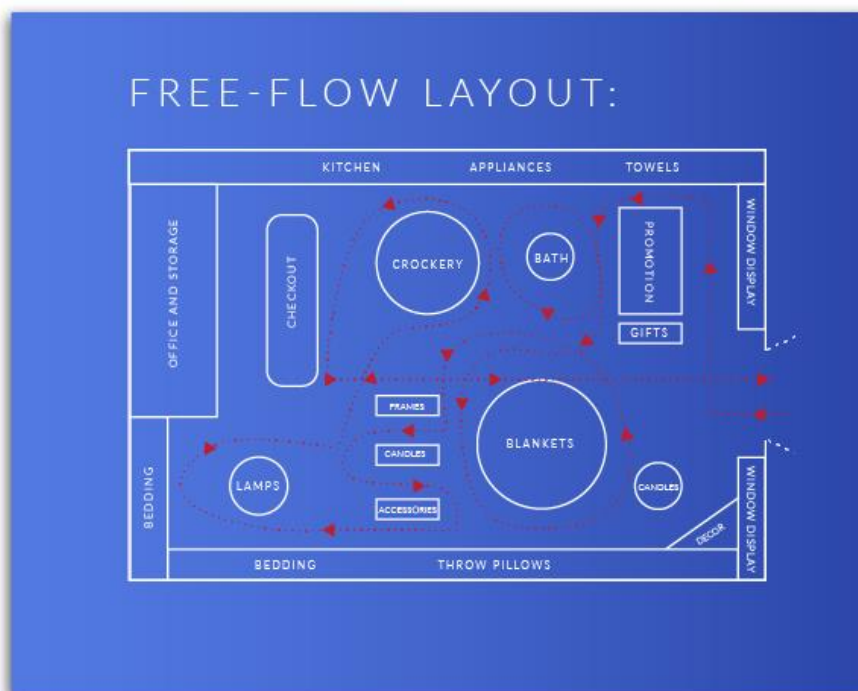 FREE-FLOW LAYOUT:
KITCHEN
APPLIANCES
TOWELS
OFFICE AND STORAGE
CHECKOUT
CROCKERY
BATH
PROMOTION
WINDOW DISPLAY
GIFTS
FRAMES
BLANKETS
CANDLES
LAMPS
CANDLES
ACCESSORIES
BEDDING
DECOR
WINDOW DISPLAY
BEDDING
THROW PILLOWS